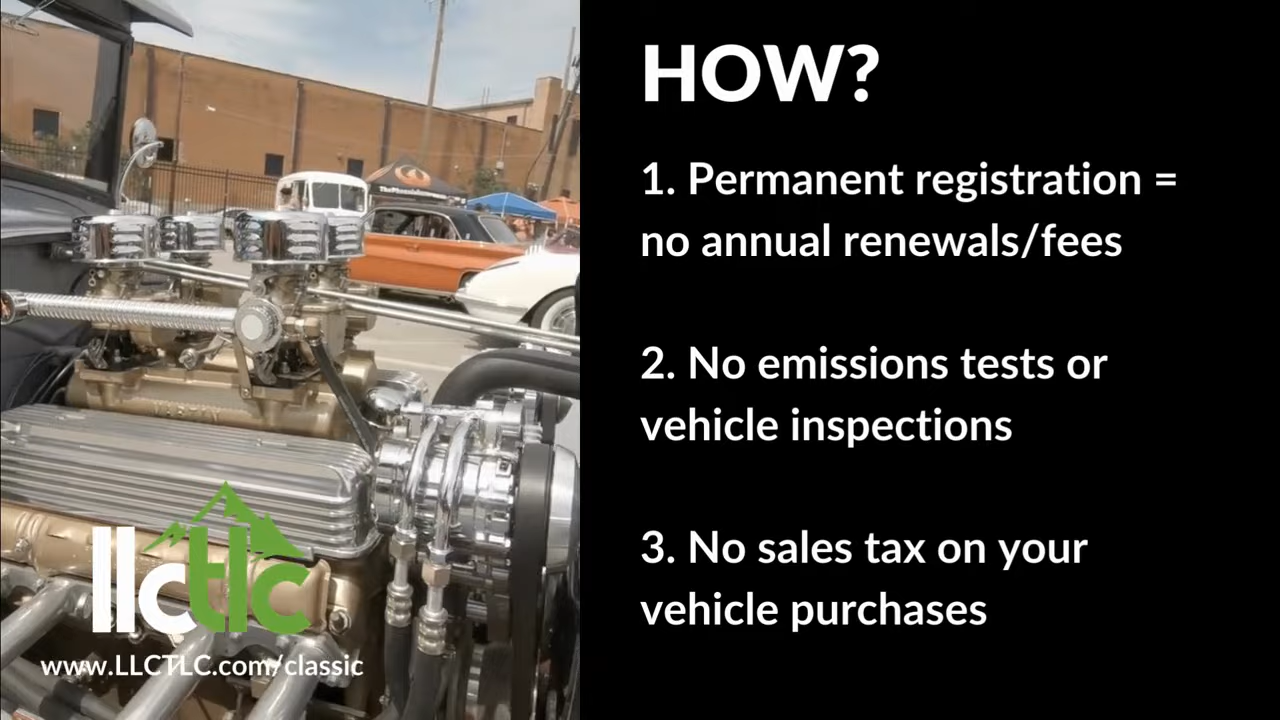 HOW?
1. Permanent registration =
no annual renewals/fees
2. No emissions tests or
vehicle inspections
3. No sales tax on your
vehicle purchases
llctlc
www.LLCTLC.com/classic